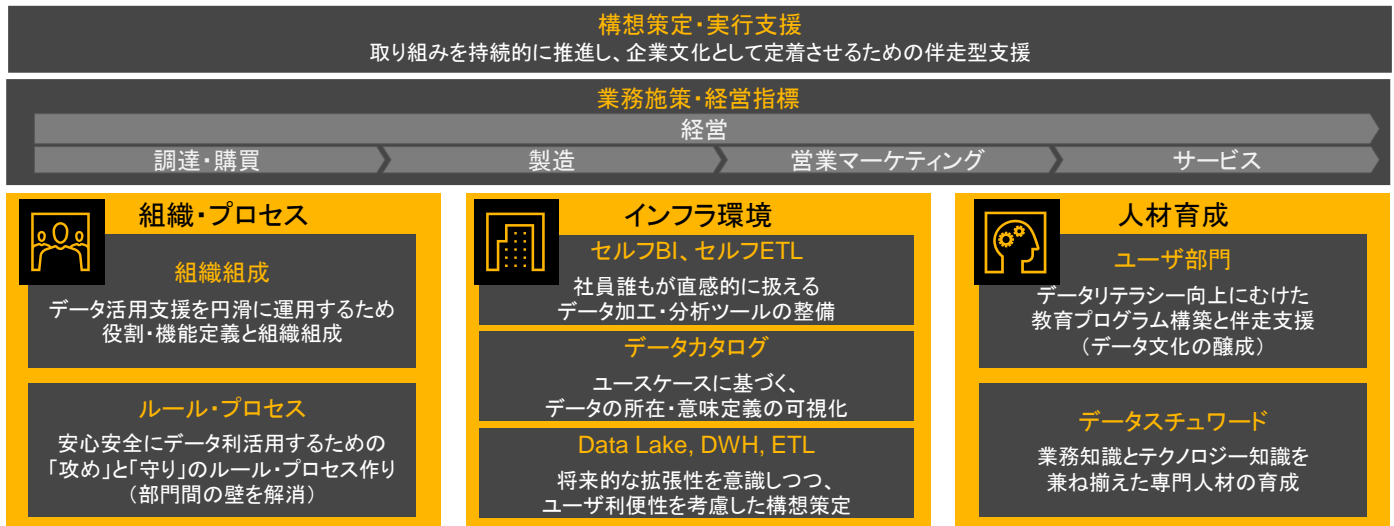 構想策定・実行支援
取り組みを持続的に推進し、企業文化として定着させるための伴走型支援
業務施策・経営指標
経営
調達・購買
製造
営業マーケティング
サービス
組織・プロセス
組織組成
データ活用支援を円滑に運用するため
役割・機能定義と組織組成
ルール・プロセス
安心安全にデータ利活用するための
「攻め」と「守り」のルール・プロセス作り
（部門間の壁を解消）
インフラ環境
セルフBI、セルフETL
社員誰もが直感的に扱える
データ加工・分析ツールの整備
データカタログ
ユースケースに基づく、
データの所在・意味定義の可視化
Data Lake, DWH, ETL
将来的な拡張性を意識しつつ、
ユーザ利便性を考慮した構想策定
人材育成
ユーザ部門
データリテラシー向上にむけた
教育プログラム構築と伴走支援
（データ文化の醸成）
データスチュワード
業務知識とテクノロジー知識を
兼ね揃えた専門人材の育成